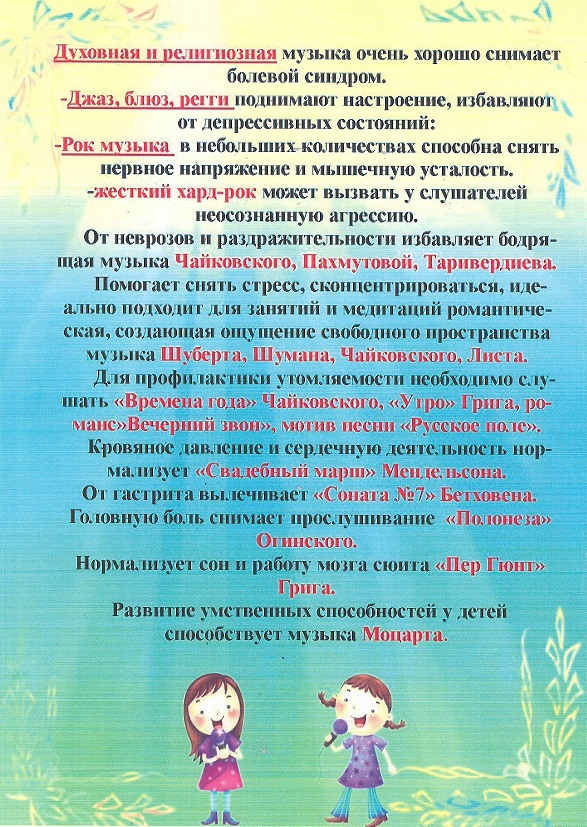 Духовная и религиозная музыка очень хорошо снимает
болевой синдром.
-Джаз, блюз, регги поднимают настроение, избавляют
от депрессивных состояний:
-Рок музыка в небольших количествах способна снять
нервное напряжение и мышечную усталость.
-жесткий хард-рок может вызвать у слушателей
неосознанную агрессию.
От неврозов и раздражительности избавляет бодря-
щая музыка Чайковского, Пахмутовой, Таривердиева.
Помогает снять стресс, сконцентрироваться, иде-
ально подходит для занятий и медитаций романтиче-
ская, создающая ощущение свободного пространства
музыка Шуберта, Шумана, Чайковского, Листа.
Для профилактики утомляемости необходимо слу-
шать «Времена года» Чайковского, «Утро» Грига, ро-
манс»Вечерний звон», мотив песни «Русское поле».
Кровяное давление и сердечную деятельность нор-
мализует «Свадебный марш» Мендельсона.
От гастрита вылечивает «Соната №7» Бетховена.
Головную боль снимает прослушивание «Полонеза»
Огинского.
Нормализует сон и работу мозга сюита «Пер Гюнт»
Грига.
Развитие умственных способностей у детей
способствует музыка Моцарта.